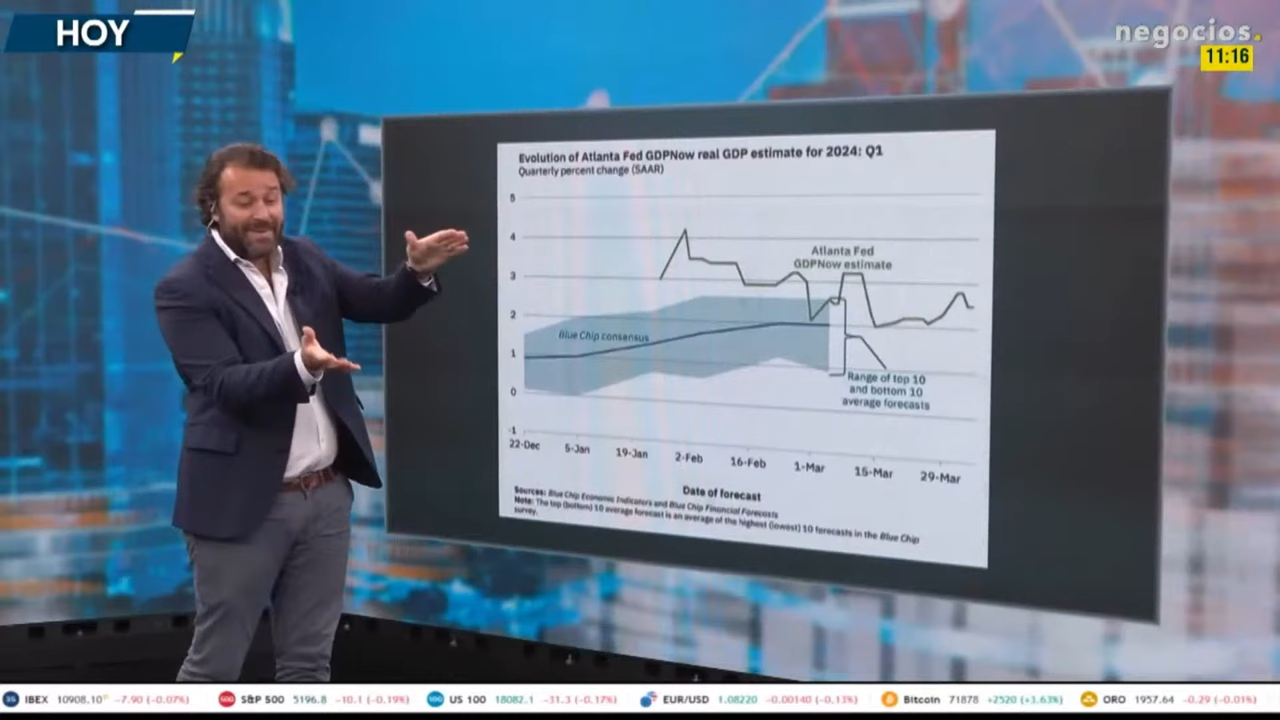 HOY
negocios.
11:16
Evolution of Atlanta Fed GDPNow real GDP estimate for 2024: Q1
Quarterly percent change (SAAR)
5
4
3
2
1
0
-1
Atlanta Fed
GDPNow estimate
Blue Chip consensus
Range of top 10
and bottom 10
average forecasts
22-Dec 5-Jan 19-Jan 2-Feb 16-Feb 1-Mar 15-Mar 29-Mar
Date of forecast
Sources: Blue Chip Economic Indicators and Blue Chip Financial Forecasts
Note: The top (bottom) 10 average forecast is an average of the highest (lowest) 10 forecasts in the Blue Chip
survey.
35 IBEX 10908.10 -7.90 (-0.07%) 500 S&P 500 5196.8 -10.1 (-0.19%) 100 US 100 18082.1 -31.3 (-0.17%) EUR/USD 1.08220 -0.00140 (-0.13%) Bitcoin 71878 +2520 (+3.63%) ORO 1957.64 -0.29 (-0.01%)